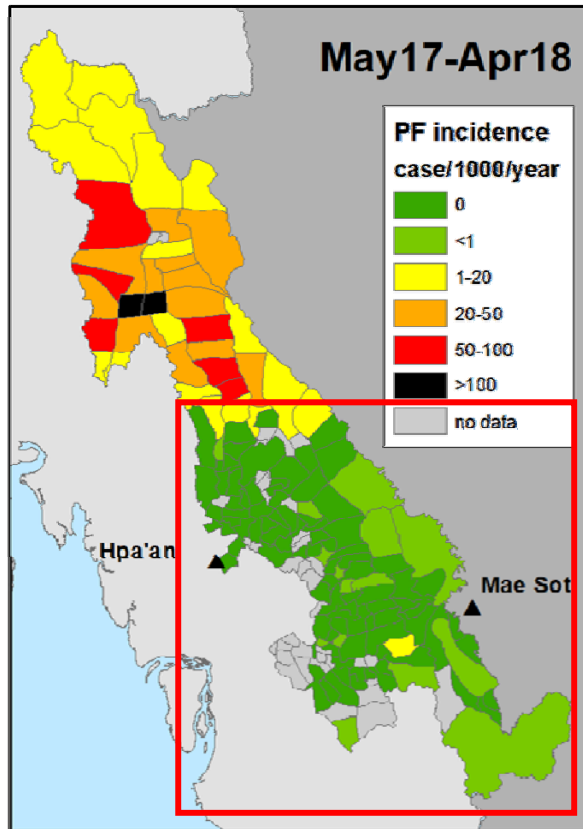 May17-Apr18
PF incidence
case/1000/year
0
<1
1-20
20-50
50-100
>100
no data
Hpa'an
Mae Sot